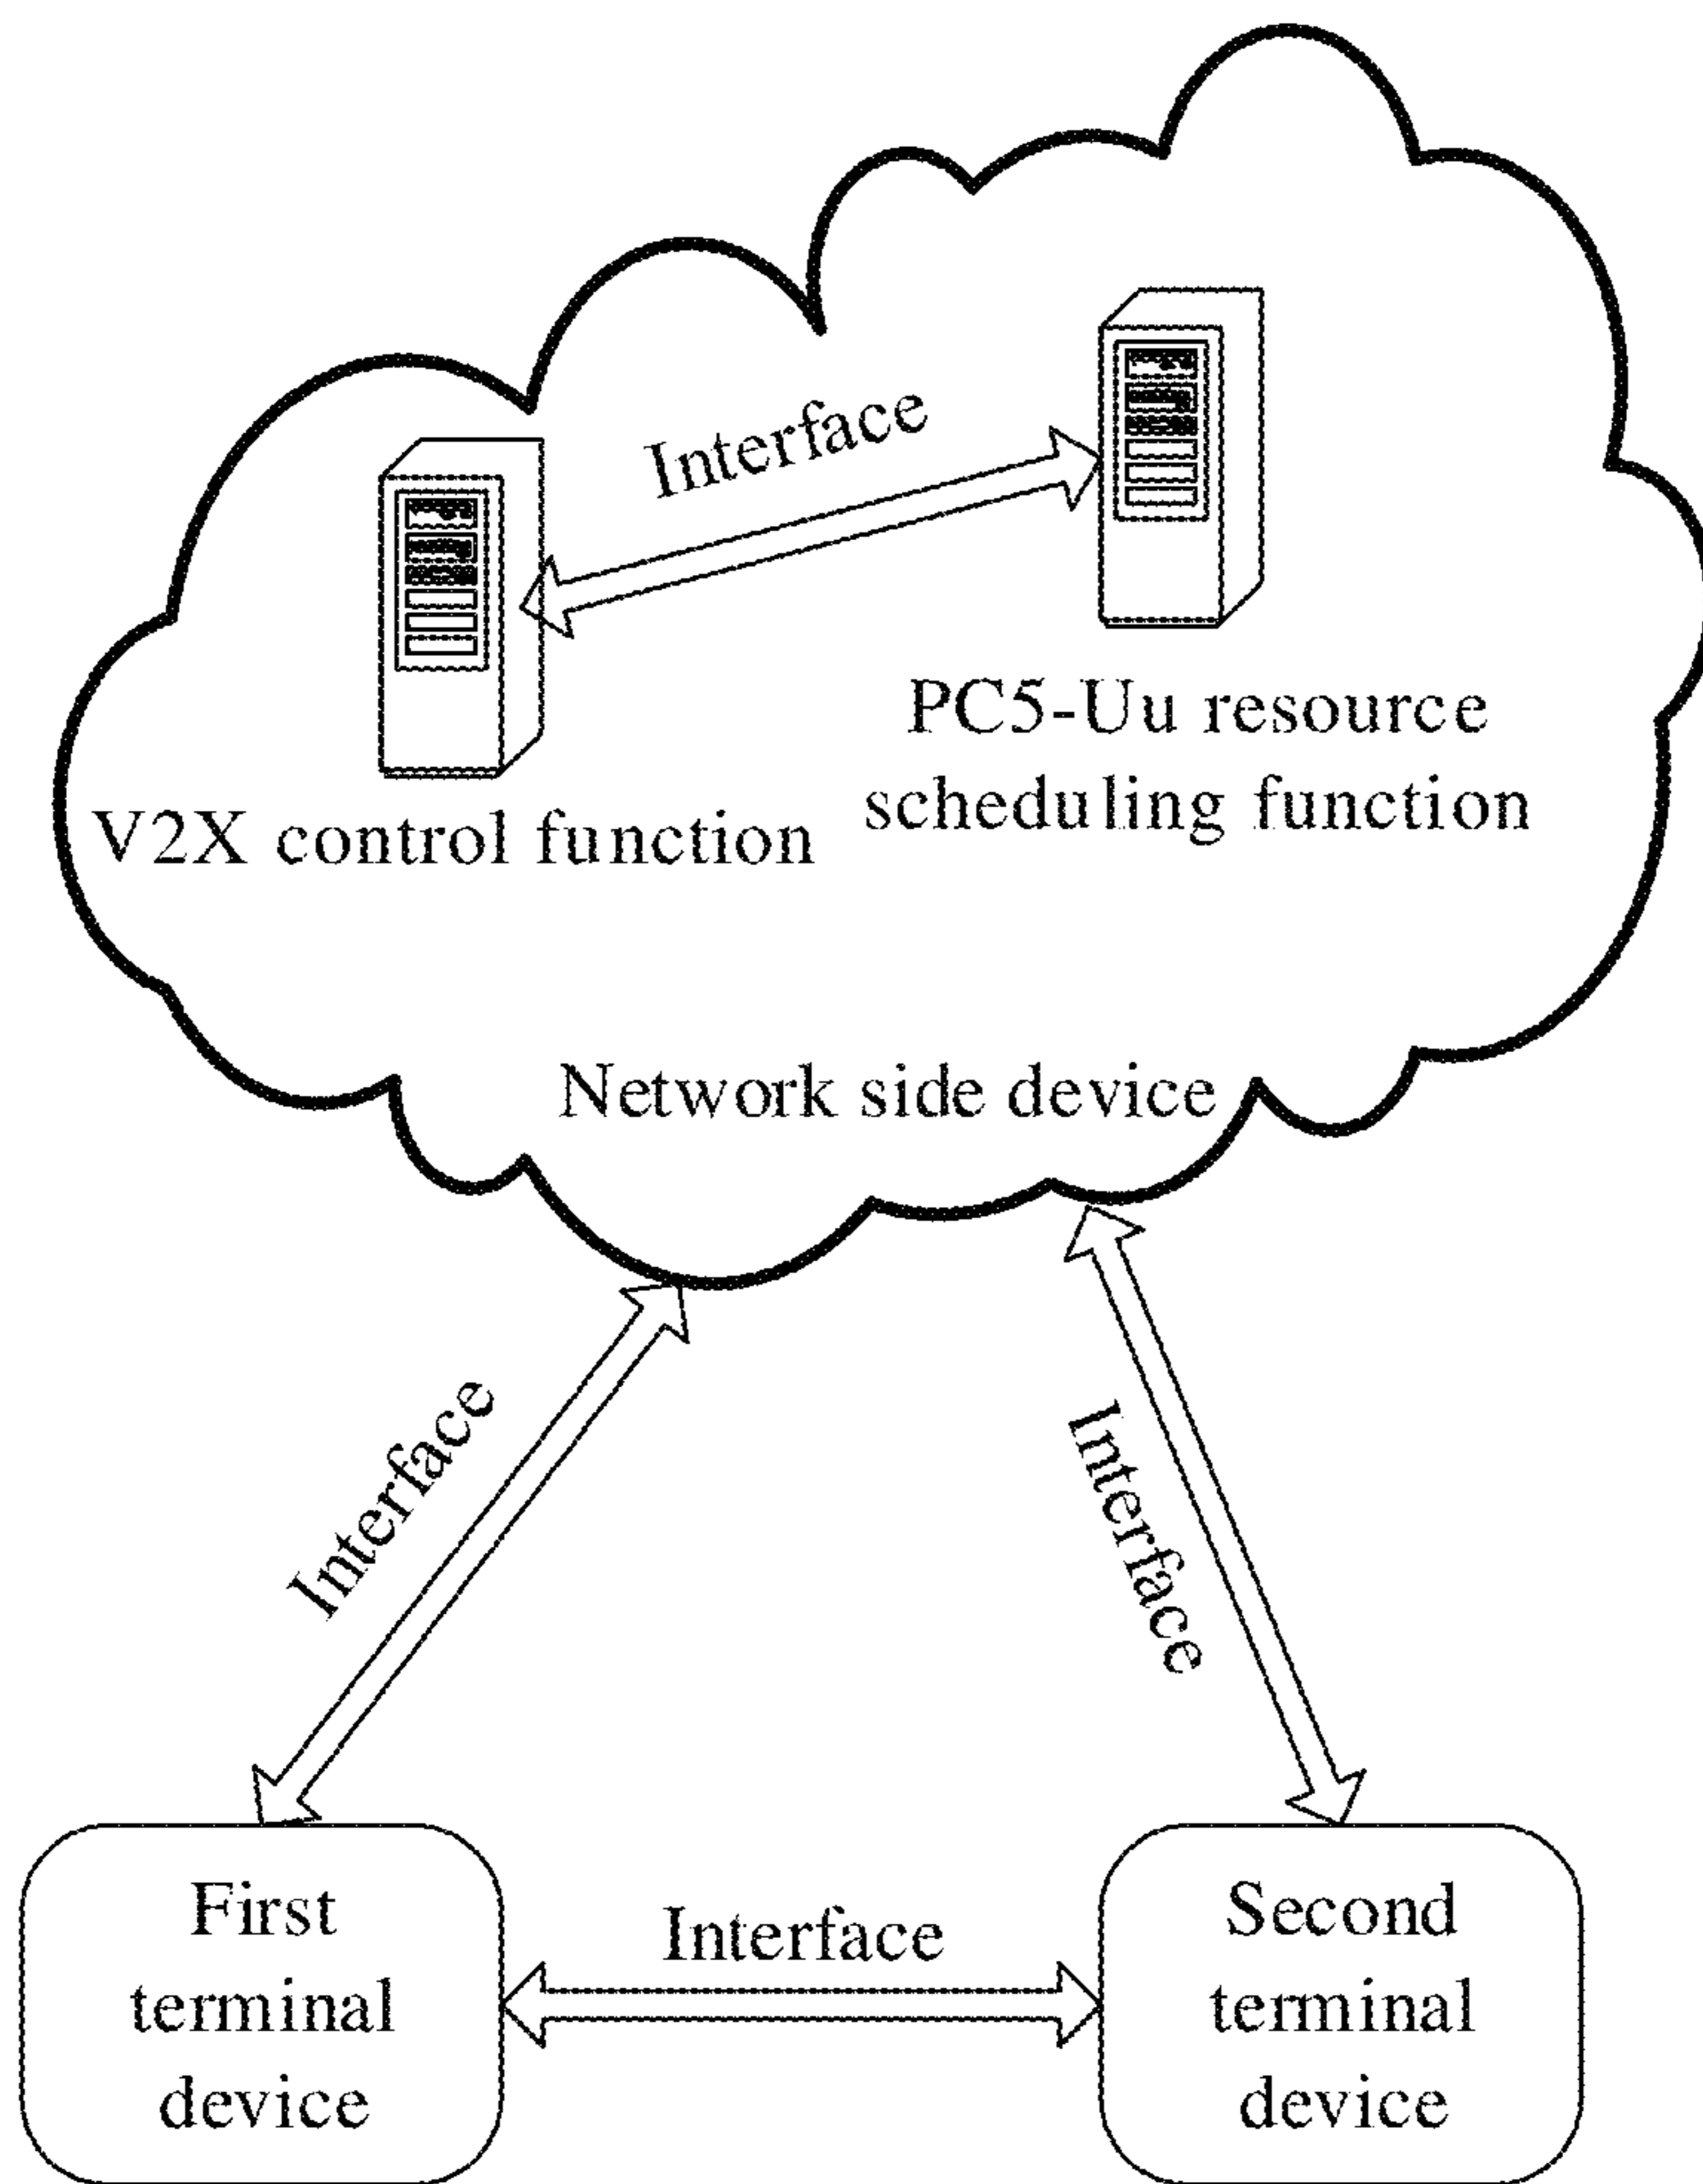 Interface
PC5-Uu resource
scheduling function
V2X control function
Network side device
Interface
Interface
First
terminal
device
Interface
Second
terminal
device